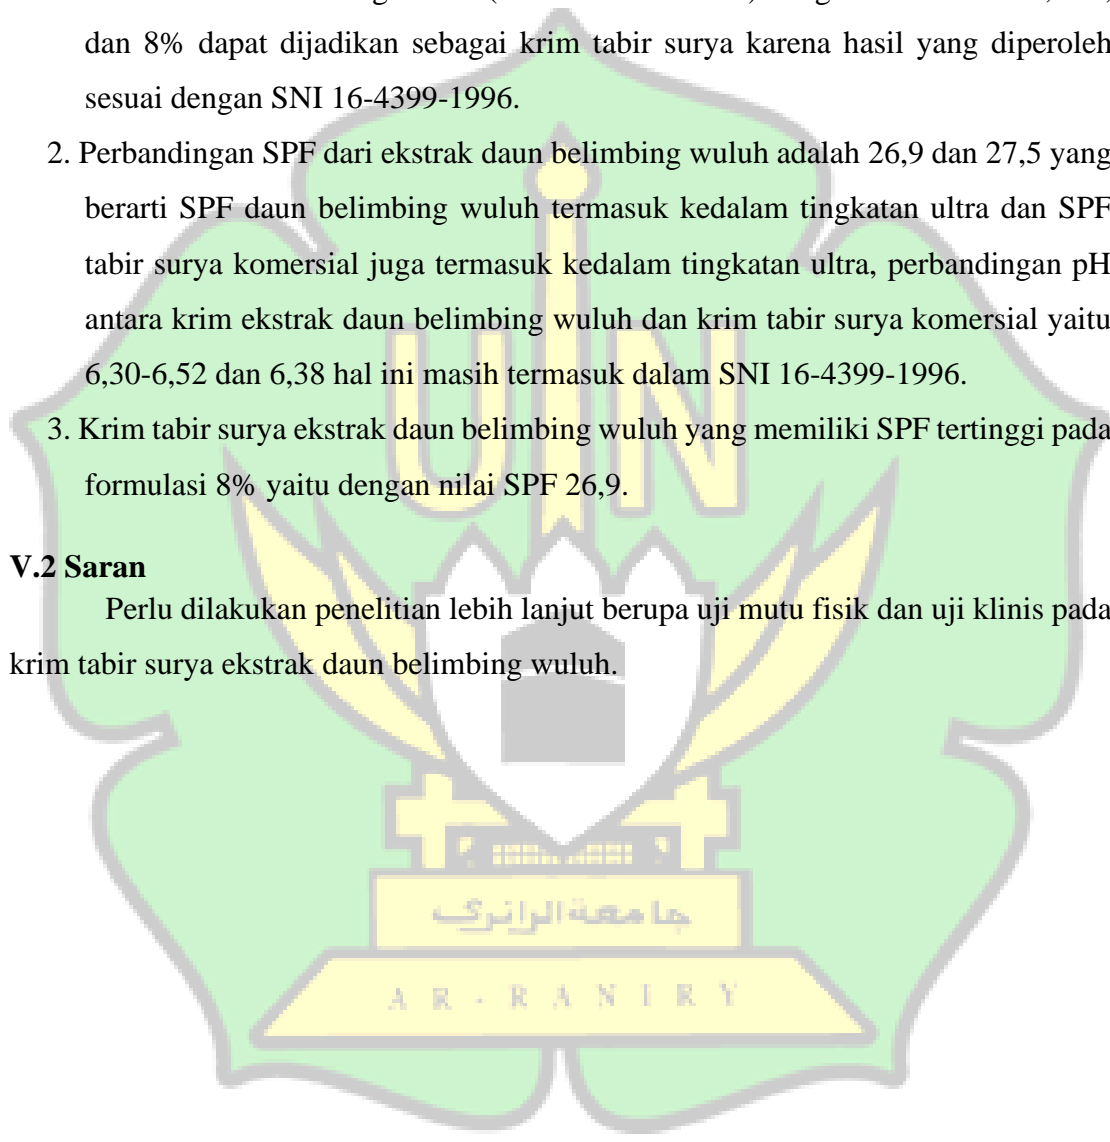 dan 8% dapat dijadikan sebagai krim tabir surya karena hasil yang diperoleh
sesuai dengan SNI 16-4399-1996.
2. Perbandingan SPF dari ekstrak daun belimbing wuluh adalah 26,9 dan 27,5 yang
berarti SPF daun belimbing wuluh termasuk kedalam tingkatan ultra dan SPF
tabir surya komersial juga termasuk kedalam tingkatan ultra, perbandingan pH
antara krim ekstrak daun belimbing wuluh dan krim tabir surya komersial yaitu
6,30-6,52 dan 6,38 hal ini masih termasuk dalam SNI 16-4399-1996.
3. Krim tabir surya ekstrak daun belimbing wuluh yang memiliki SPF tertinggi pada
formulasi 8% yaitu dengan nilai SPF 26,9.
V.2 Saran
Perlu dilakukan penelitian lebih lanjut berupa uji mutu fisik dan uji klinis pada
krim tabir surya ekstrak daun belimbing wuluh.
UIN
جامعة الرانري
AR-RANIRY